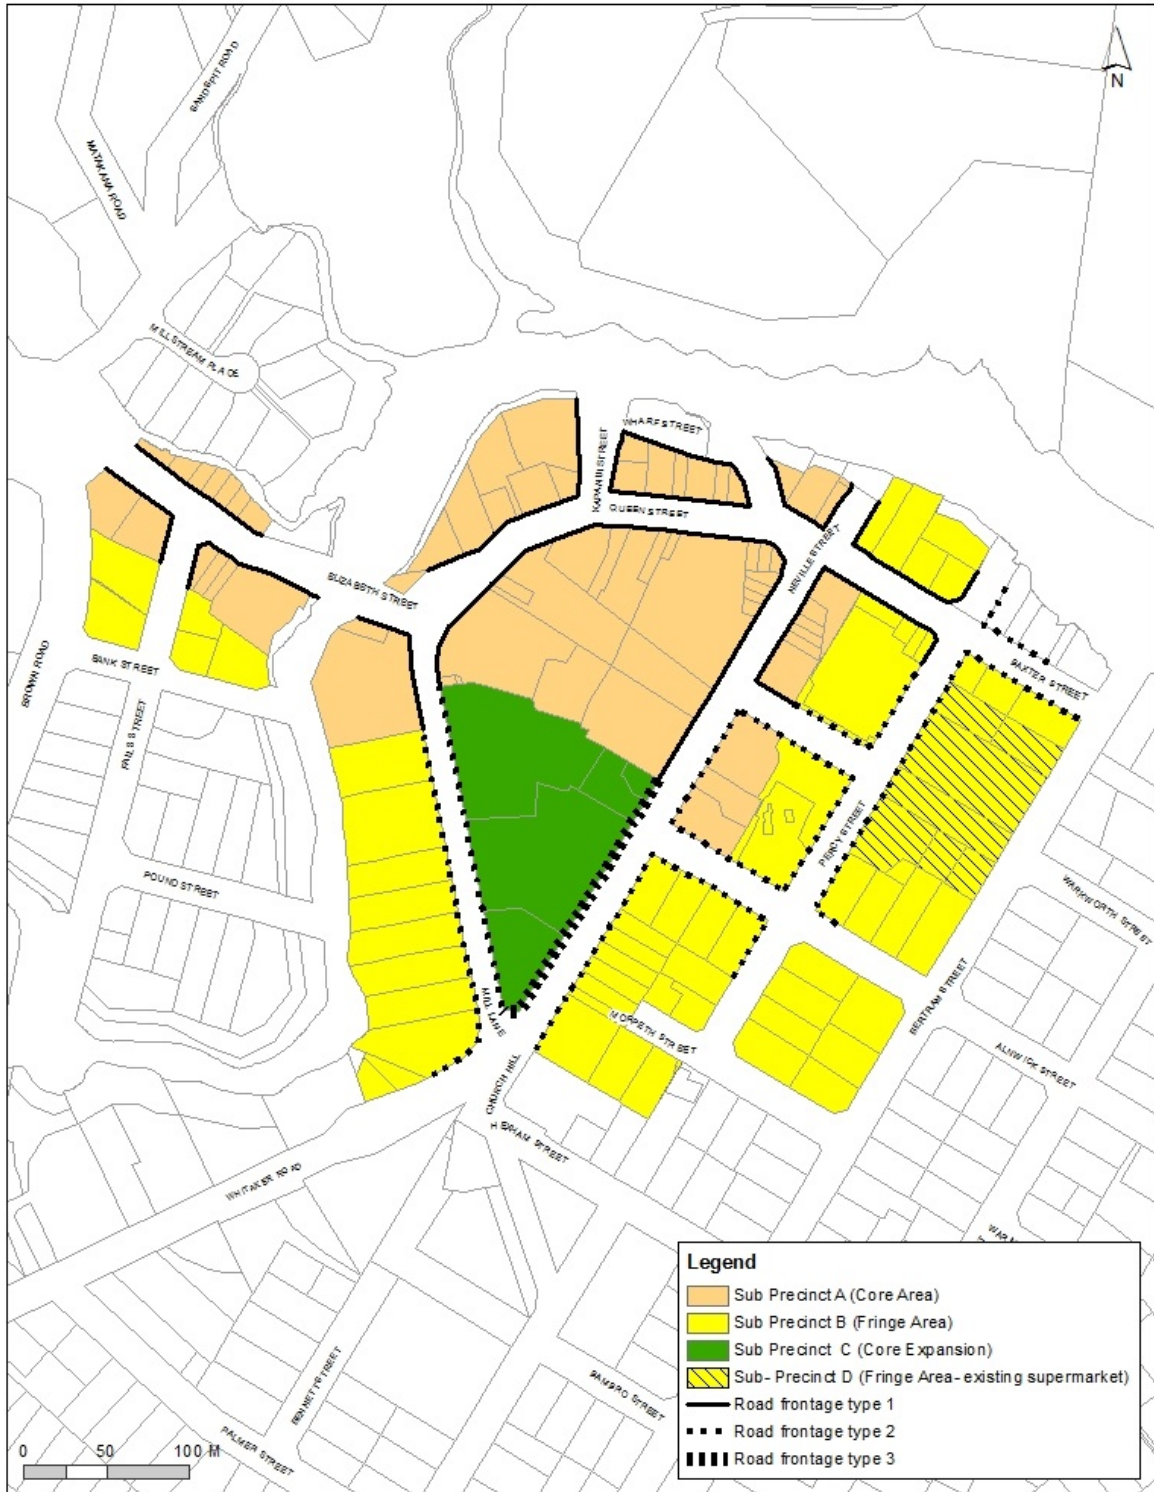 SANDSPIT ROAD
N
MATAKANA ROAD
MILLSTREAM PLACE
WHARF STREET
KAPANUI STREET
QUEEN STREET
NEVILLE STREET
ELIZABETH STREET
BROWN ROAD
BANK STREET
BAXTER STREET
FALLS STREET
PERCY STREET
POUND STREET
WARKWORTH STREET
MILL LANE
MORPETH STREET
BERTRAM STREET
ALNWICK STREET
CHURCH HILL
HEXHAM STREET
WHITAKER ROAD
Legend
Sub Precinct A (Core Area)
Sub Precinct B (Fringe Area)
Sub Precinct C (Core Expansion)
Sub- Precinct D (Fringe Area- existing supermarket)
Road frontage type 1
Road frontage type 2
Road frontage type 3
BENNETT STREET
SAMBRO STREET
PALMER STREET
0 50 100 M